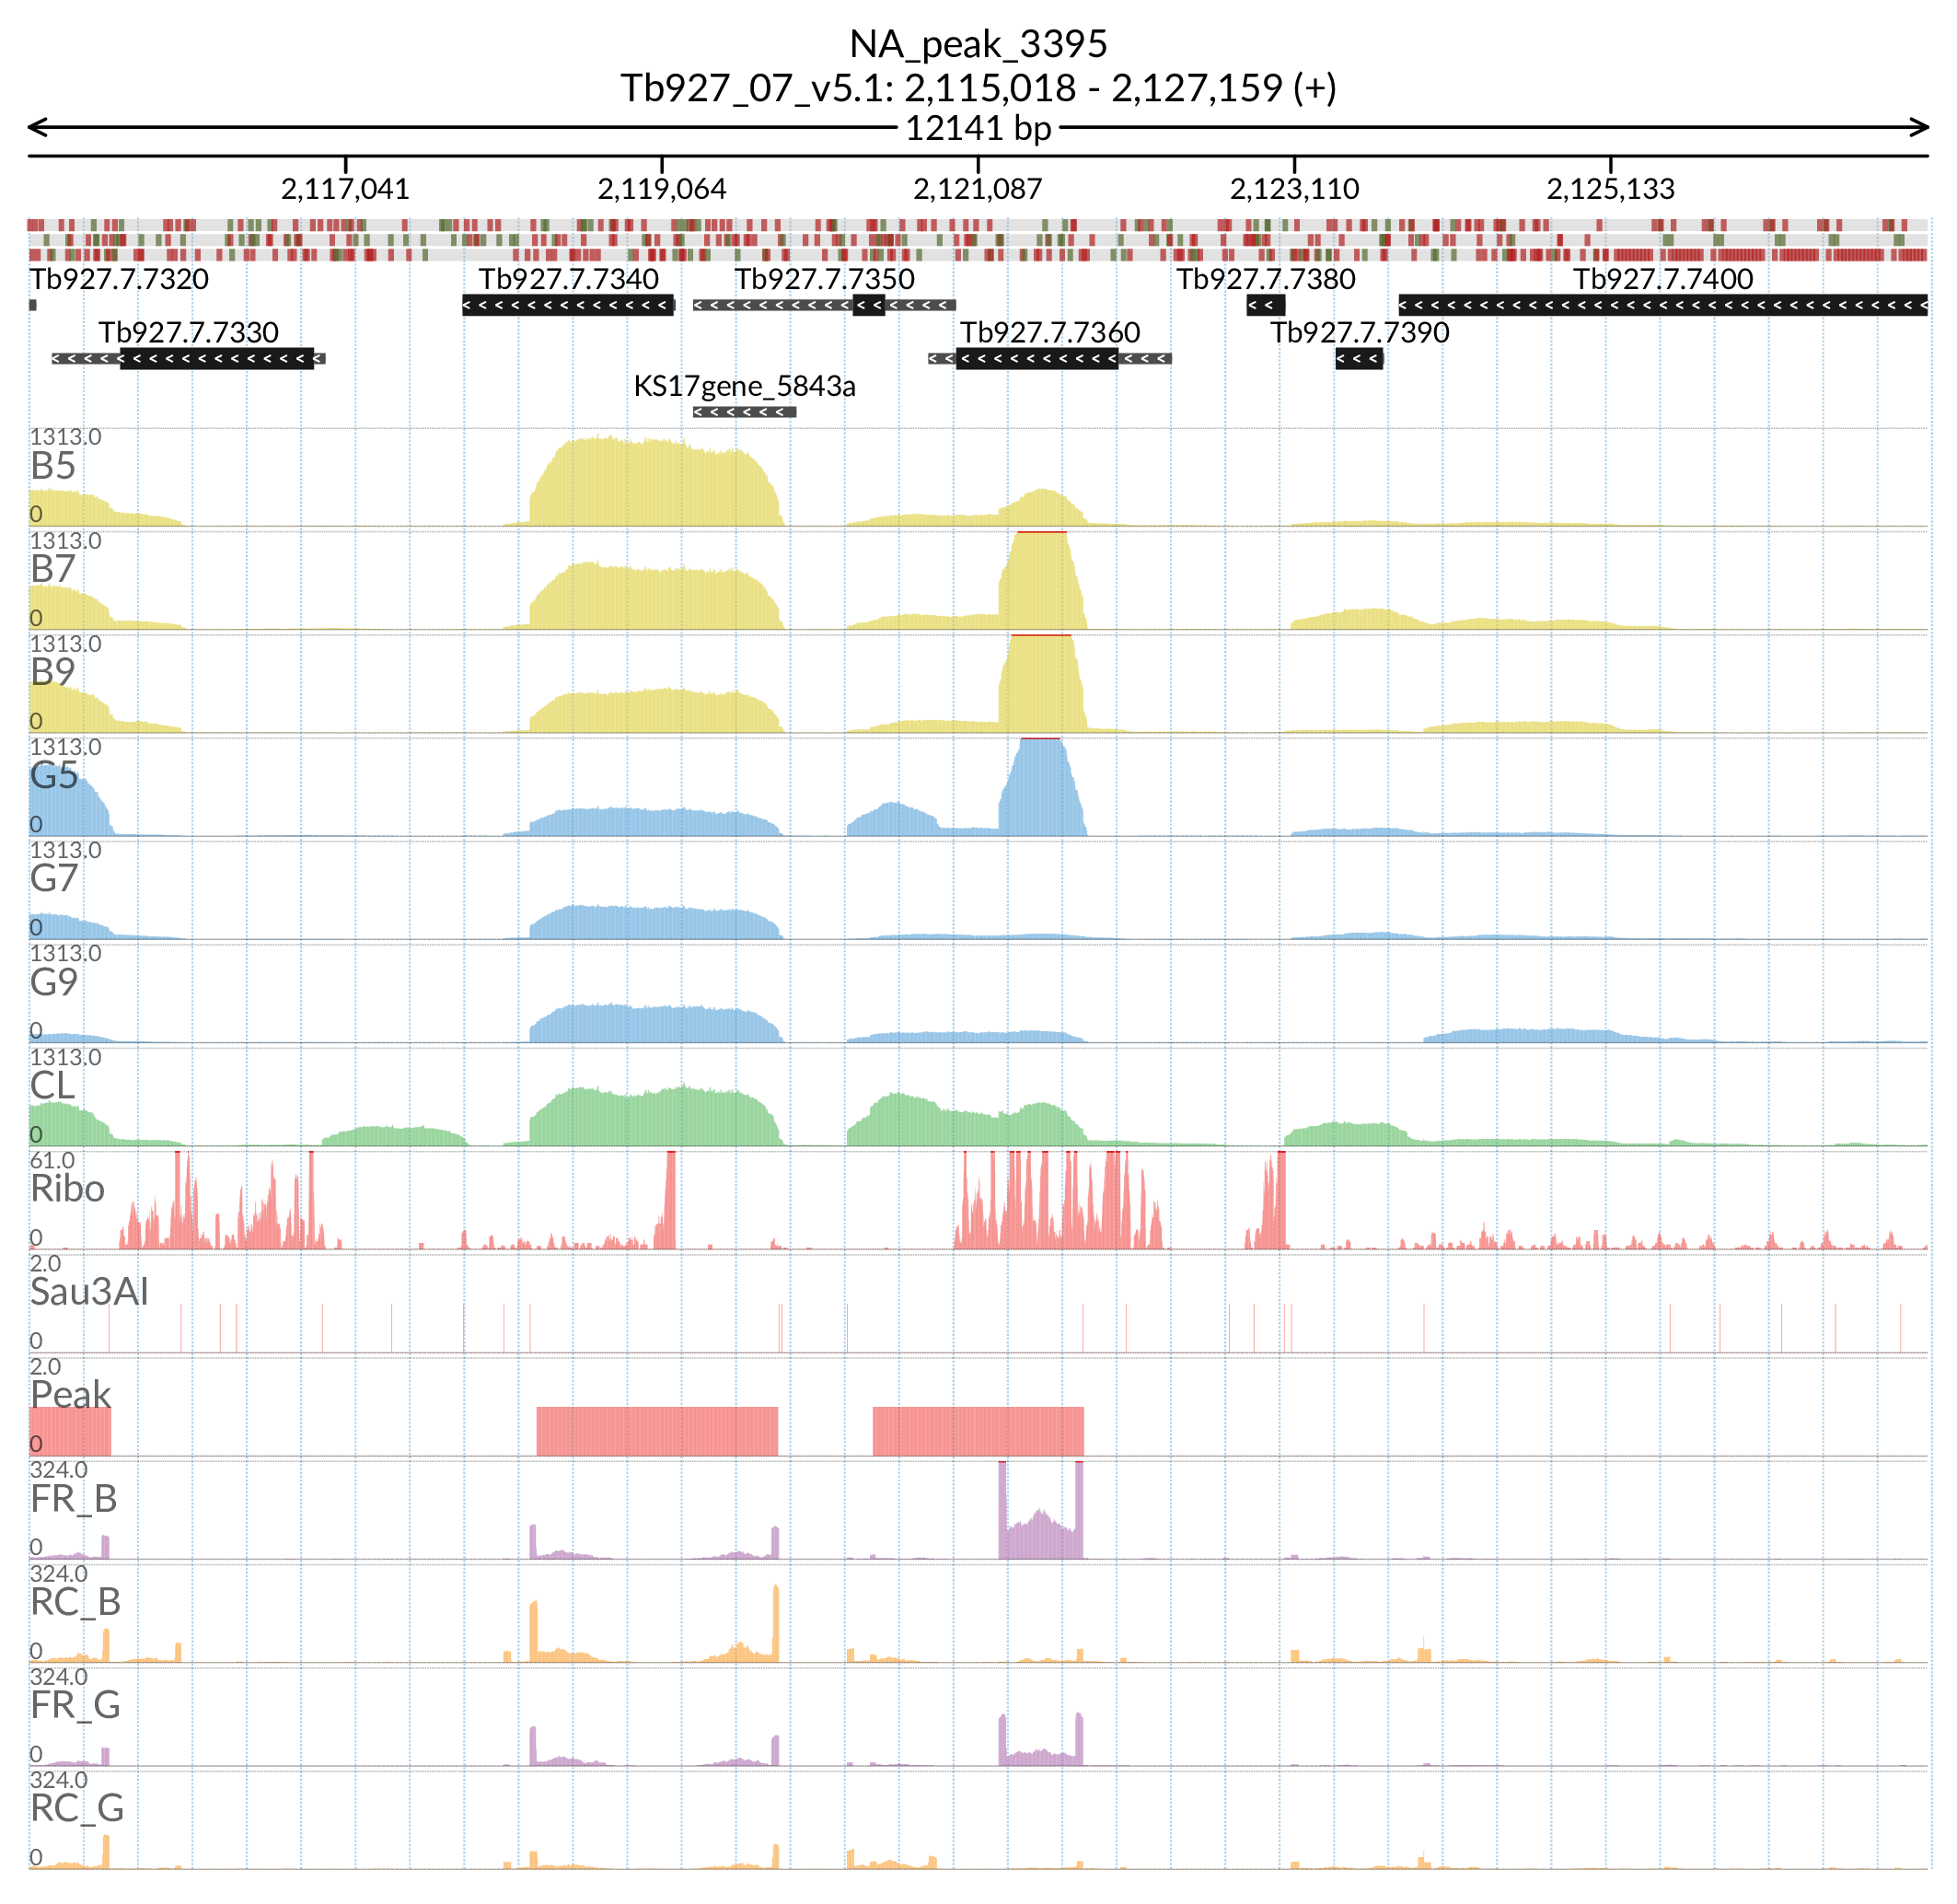 NA_peak_3395
Tb927_07_v5.1: 2,115,018 - 2,127,159 (+)
12141 bp
2,117,041 2,119,064 2,121,087 2,123,110 2,125,133
Tb927.7.7320 Tb927.7.7340 Tb927.7.7350 Tb927.7.7380 Tb927.7.7400
Tb927.7.7330 Tb927.7.7360 Tb927.7.7390
KS17gene_5843a
1313.0
B5
0
1313.0
B7
0
1313.0
B9
0
1313.0
G5
0
1313.0
G7
0
1313.0
G9
0
1313.0
CL
0
61.0
Ribo
0
2.0
Sau3AI
0
2.0
Peak
0
324.0
FR_B
0
324.0
RC_B
0
324.0
FR_G
0
324.0
RC_G
0